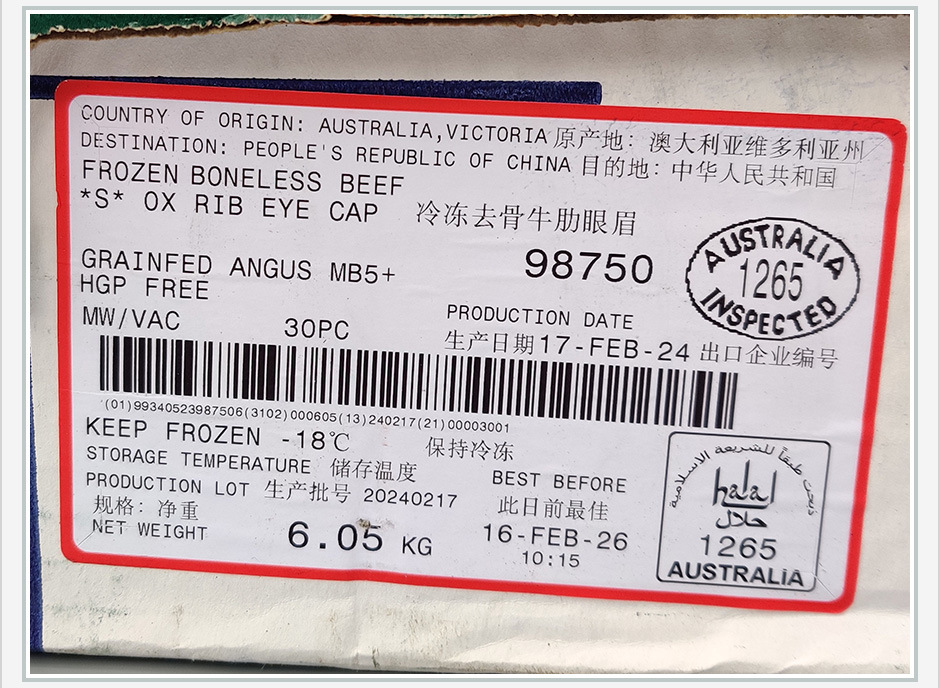 COUNTRY OF ORIGIN: AUSTRALIA,VICTORIA 原产地: 澳大利亚维多利亚州
DESTINATION: PEOPLE'S REPUBLIC OF CHINA 目的地: 中华人民共和国
FROZEN BONELESS BEEF
*S* OX RIB EYE CAP 冷冻去骨牛肋眼眉
98750
AUSTRALIA
1265
INSPECTED
GRAINFED ANGUS MB5+
HGP FREE
MW/VAC 30PC
PRODUCTION DATE
生产日期17-FEB-24 出口企业编号
(01)99340523987506(3102)000605(13)240217(21)00003001
KEEP FROZEN -18℃ 保持冷冻
STORAGE TEMPERATURE 储存温度
PRODUCTION LOT 生产批号 20240217
规格: 净重
NET WEIGHT 6.05 KG
BEST BEFORE
此日前最佳
16-FEB-26
10:15
ذبحت طبقاً للشريعة الاسلامية
halal
حلال
1265
AUSTRALIA